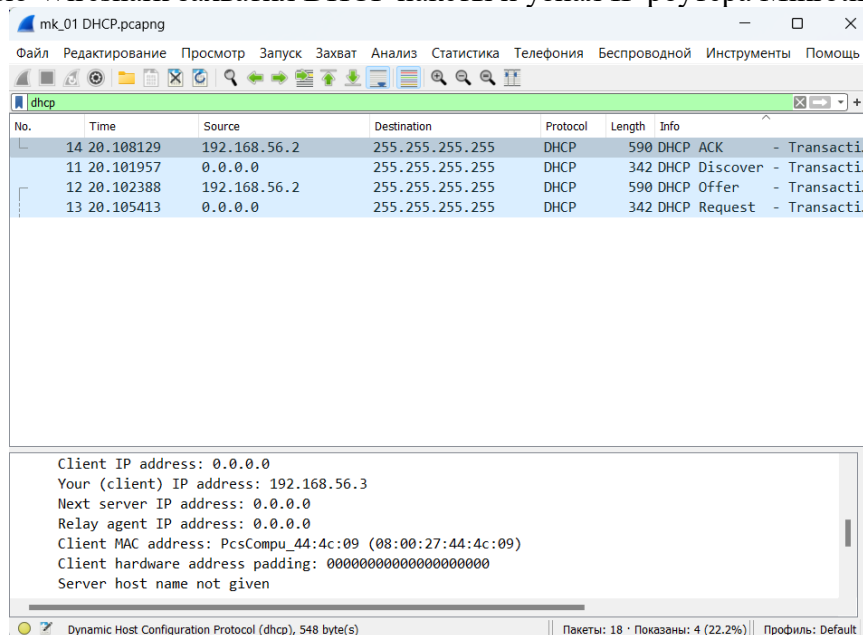 mk_01 DHCP.pcapng
Файл Редактирование Просмотр Запуск Захват Анализ Статистика Телефония Беспроводной Инструменты Помощь
dhcp
No. Time Source Destination Protocol Length Info
14 20.108129 192.168.56.2 255.255.255.255 DHCP 590 DHCP ACK - Transacti…
11 20.101957 0.0.0.0 255.255.255.255 DHCP 342 DHCP Discover - Transacti…
12 20.102388 192.168.56.2 255.255.255.255 DHCP 590 DHCP Offer - Transacti…
13 20.105413 0.0.0.0 255.255.255.255 DHCP 342 DHCP Request - Transacti…
Client IP address: 0.0.0.0
Your (client) IP address: 192.168.56.3
Next server IP address: 0.0.0.0
Relay agent IP address: 0.0.0.0
Client MAC address: PcsCompu_44:4c:09 (08:00:27:44:4c:09)
Client hardware address padding: 00000000000000000000
Server host name not given
Dynamic Host Configuration Protocol (dhcp), 548 byte(s) Пакеты: 18 · Показаны: 4 (22.2%) Профиль: Default